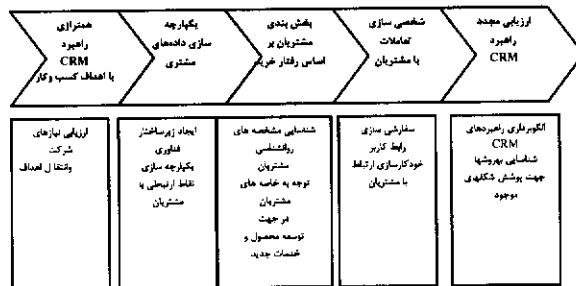 همترازی
راهبرد
CRM
با اهداف کسب وکار
یکپارچه
سازی داده‌های
مشتری
بخش بندی
مشتریان بر
اساس رفتار خرید
شخصی سازی
تعاملات
با مشتریان
ارزیابی مجدد
راهبرد
CRM
ارزیابی نیازهای
شرکت
وانتقال اهداف
ایجاد زیرساختار
فناوری
یکپارچه سازی
نقاط ارتباطی با
مشتریان
شناسایی مشخصه های
روانشناسی
مشتریان
توجه به خاصه های
مشتریان
در جهت
توسعه محصول و
خدمات جدید
سفارشی سازی
رابط کاربر
خودکارسازی ارتباط
با مشتریان
الگوبرداری راهبردهای
CRM
شناسایی بهروشها
جهت پوشش شکافهای
موجود